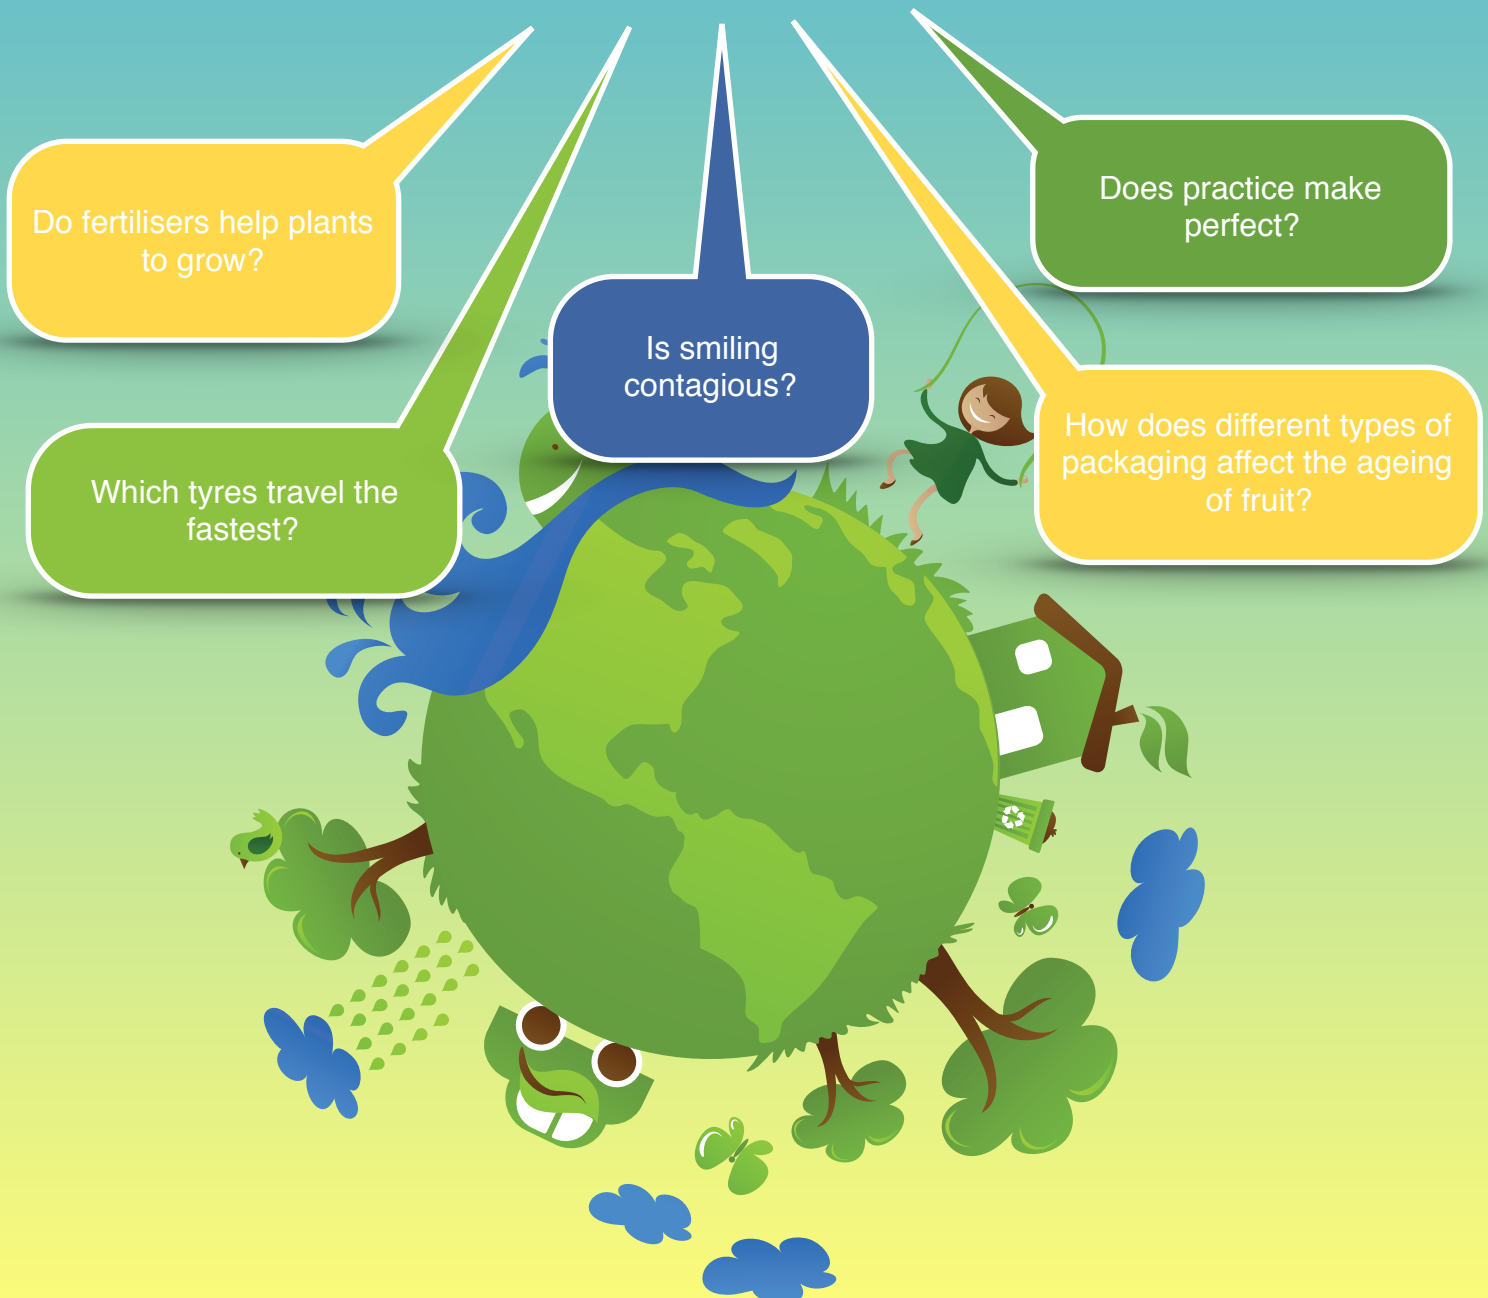 Do fertilisers help plants
to grow?
Does practice make
perfect?
Is smiling
contagious?
Which tyres travel the
fastest?
How does different types of
packaging affect the ageing
of fruit?